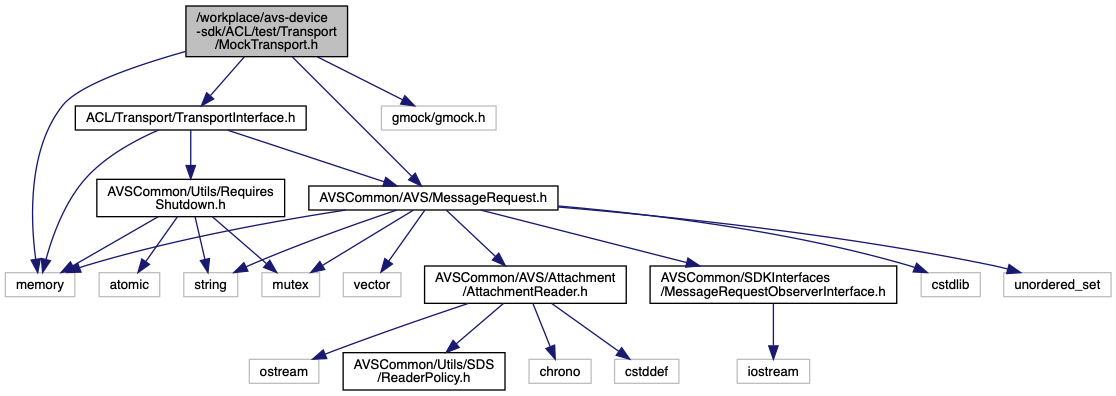 /workplace/avs-device
-sdk/ACL/test/Transport
/MockTransport.h
ACL/Transport/TransportInterface.h
gmock/gmock.h
AVSCommon/Utils/Requires
Shutdown.h
AVSCommon/AVS/MessageRequest.h
memory
atomic
string
mutex
vector
AVSCommon/AVS/Attachment
/AttachmentReader.h
AVSCommon/SDKInterfaces
/MessageRequestObserverInterface.h
cstdlib
unordered_set
ostream
AVSCommon/Utils/SDS
/ReaderPolicy.h
chrono
cstddef
iostream